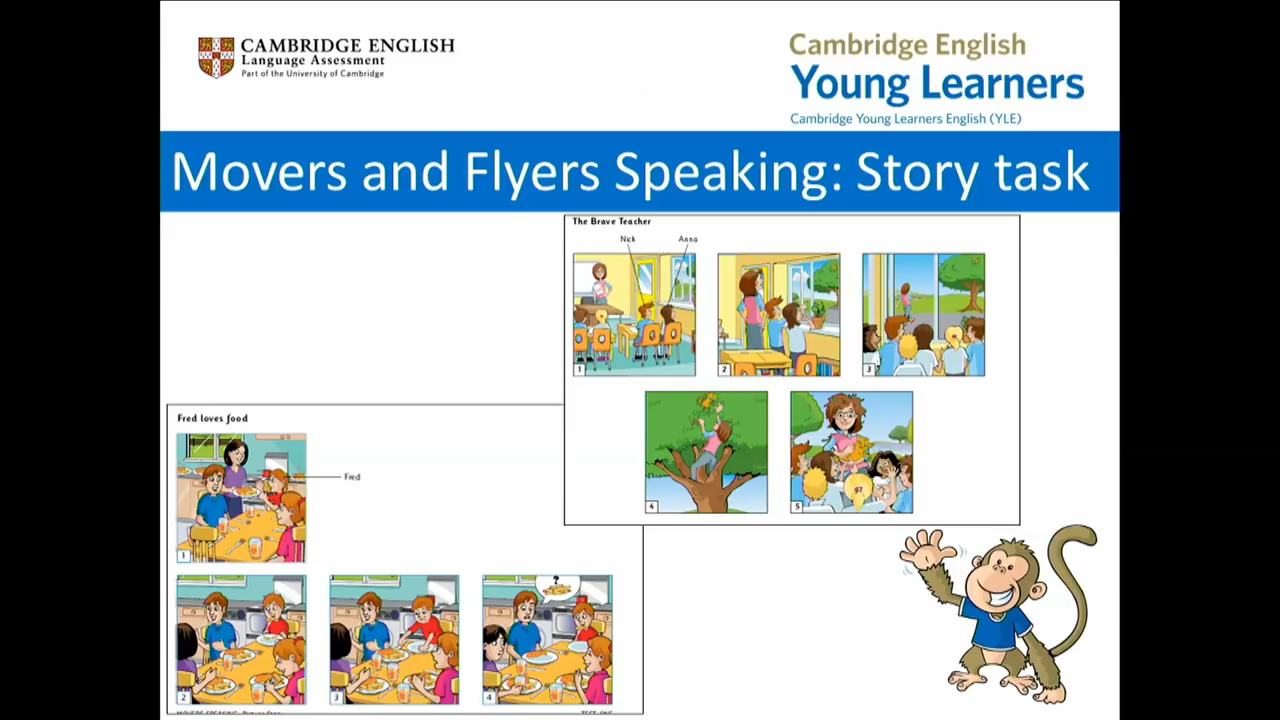 CAMBRIDGE ENGLISH
Language Assessment
Part of the University of Cambridge
Cambridge English
Young Learners
Cambridge Young Learners English (YLE)
Movers and Flyers Speaking: Story task
The Brave Teacher
Nick Anna
1 2 3
4 5
Fred loves food
Fred
1
?
2 3 4